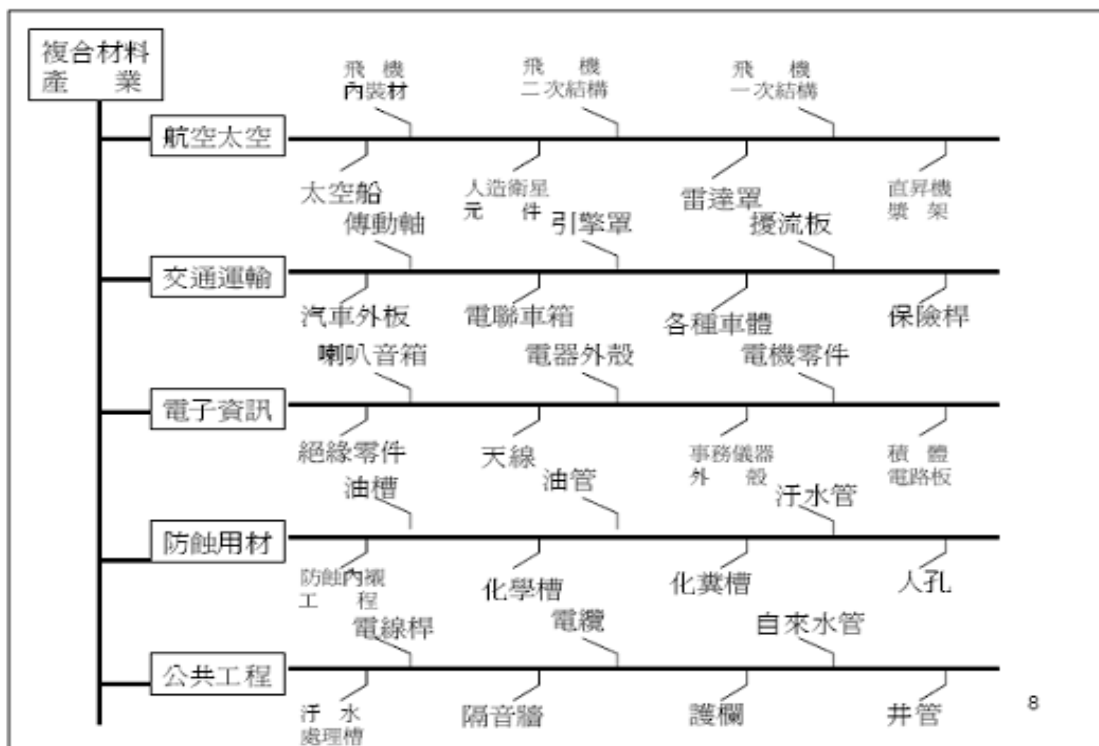 複合材料
產業
飛機
內裝材
飛機
二次結構
飛機
一次結構
航空太空
太空船
人造衛星
元件
雷達罩
直昇機
槳架
傳動軸
引擎罩
擾流板
交通運輸
汽車外板
電聯車箱
各種車體
保險桿
喇叭音箱
電器外殼
電機零件
電子資訊
絕緣零件
天線
事務儀器
外殼
積體
電路板
油槽
油管
汙水管
防蝕用材
防蝕內襯
工程
化學槽
化糞槽
人孔
電線桿
電纜
自來水管
公共工程
汙水
處理槽
隔音牆
護欄
井管
8